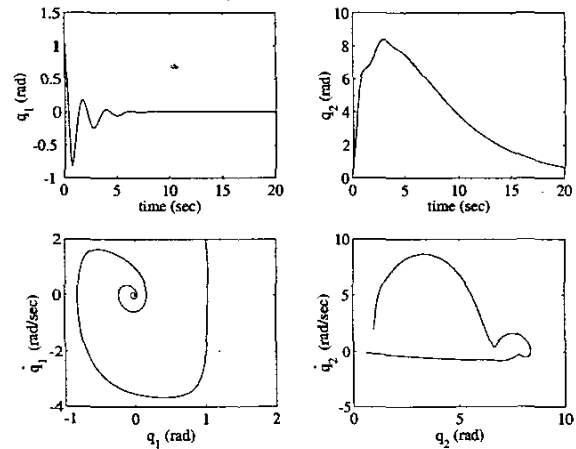 1.5
1
0.5
0
-0.5
-1
q1 (rad)
0 5 10 15 20
time (sec)
10
8
6
4
2
0
q2 (rad)
0 5 10 15 20
time (sec)
2
0
-2
-4
q̇1 (rad/sec)
-1 0 1 2
q1 (rad)
10
5
0
-5
q̇2 (rad/sec)
0 5 10
q2 (rad)